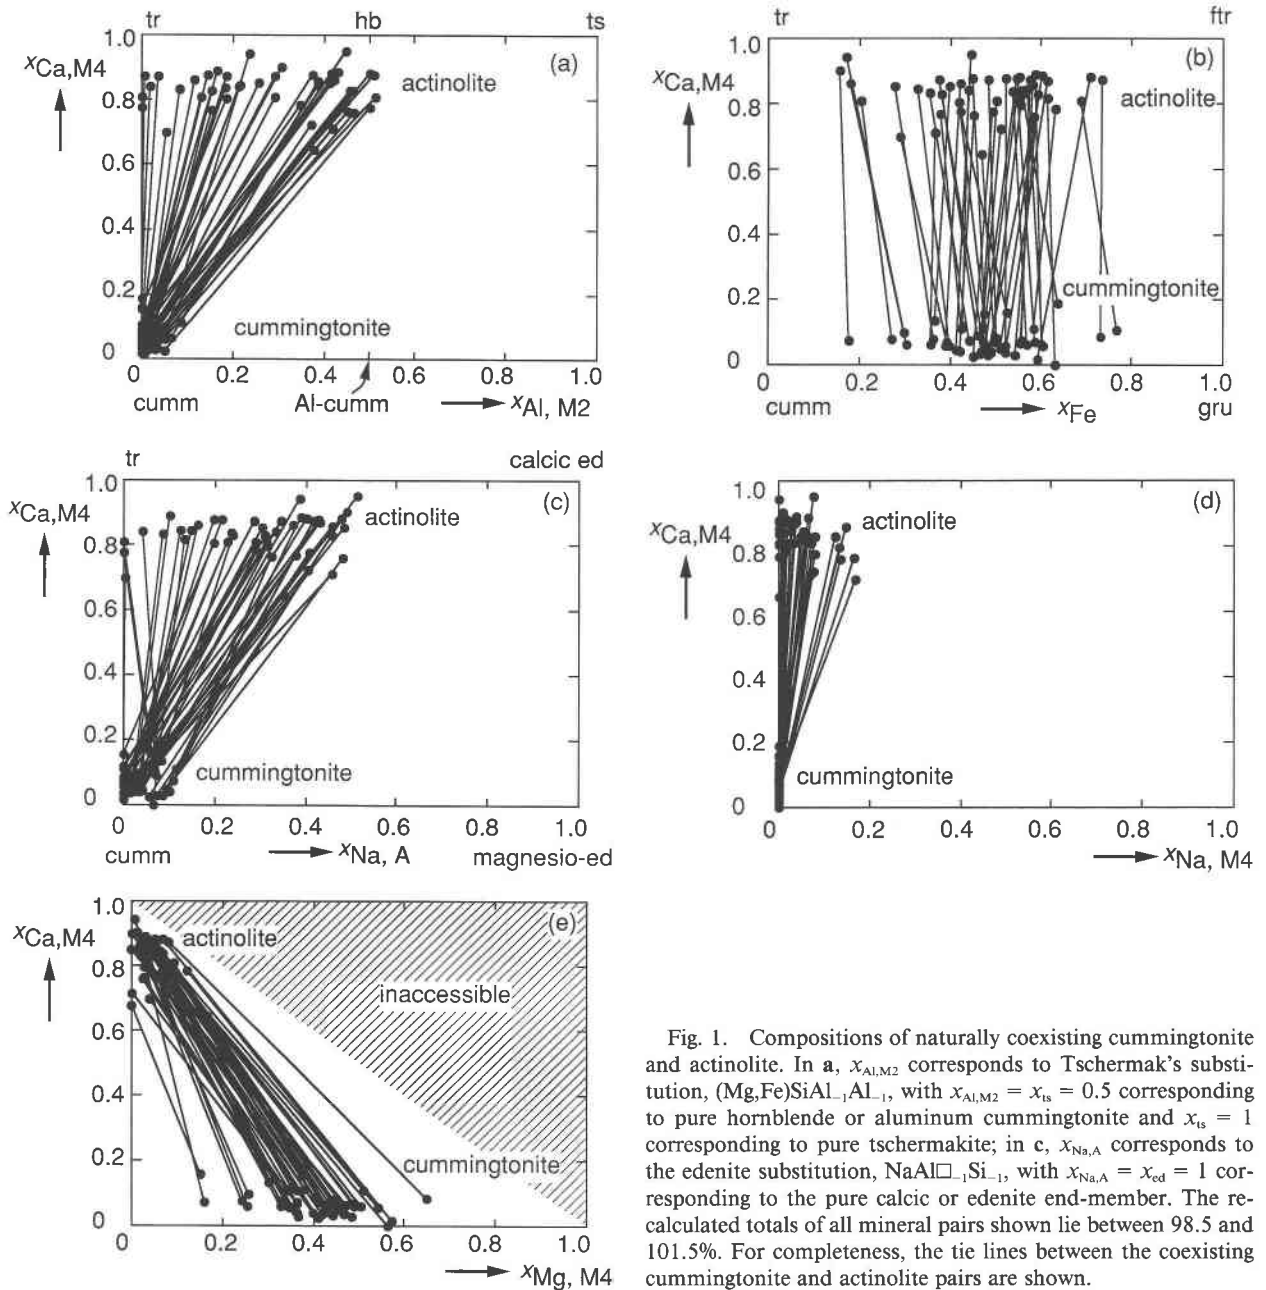 tr hb ts
1.0
xCa,M4
(a)
actinolite
0.8
0.6
0.4
0.2
cummingtonite
0
0 0.2 0.4 0.6 0.8 1.0
cumm Al-cumm xAl, M2
tr ftr
1.0
xCa,M4
(b)
actinolite
0.8
0.6
0.4
cummingtonite
0.2
0
0 0.2 0.4 0.6 0.8 1.0
cumm xFe gru
tr calcic ed
1.0
xCa,M4
(c)
actinolite
0.8
0.6
0.4
0.2
cummingtonite
0
0 0.2 0.4 0.6 0.8 1.0
cumm xNa, A magnesio-ed
1.0
xCa,M4
(d)
actinolite
0.8
0.6
0.4
0.2
cummingtonite
0
0 0.2 0.4 0.6 0.8 1.0
xNa, M4
1.0
xCa,M4
(e)
actinolite
0.8
inaccessible
0.6
0.4
0.2
cummingtonite
0
0 0.2 0.4 0.6 0.8 1.0
xMg, M4
Fig. 1. Compositions of naturally coexisting cummingtonite
and actinolite. In a, xAl,M2 corresponds to Tschermak's substi-
tution, (Mg,Fe)SiAl₋₁Al₋₁, with xAl,M2 = xts = 0.5 corresponding
to pure hornblende or aluminum cummingtonite and xts = 1
corresponding to pure tschermakite; in c, xNa,A corresponds to
the edenite substitution, NaAl□₋₁Si₋₁, with xNa,A = xed = 1 cor-
responding to the pure calcic or edenite end-member. The re-
calculated totals of all mineral pairs shown lie between 98.5 and
101.5%. For completeness, the tie lines between the coexisting
cummingtonite and actinolite pairs are shown.